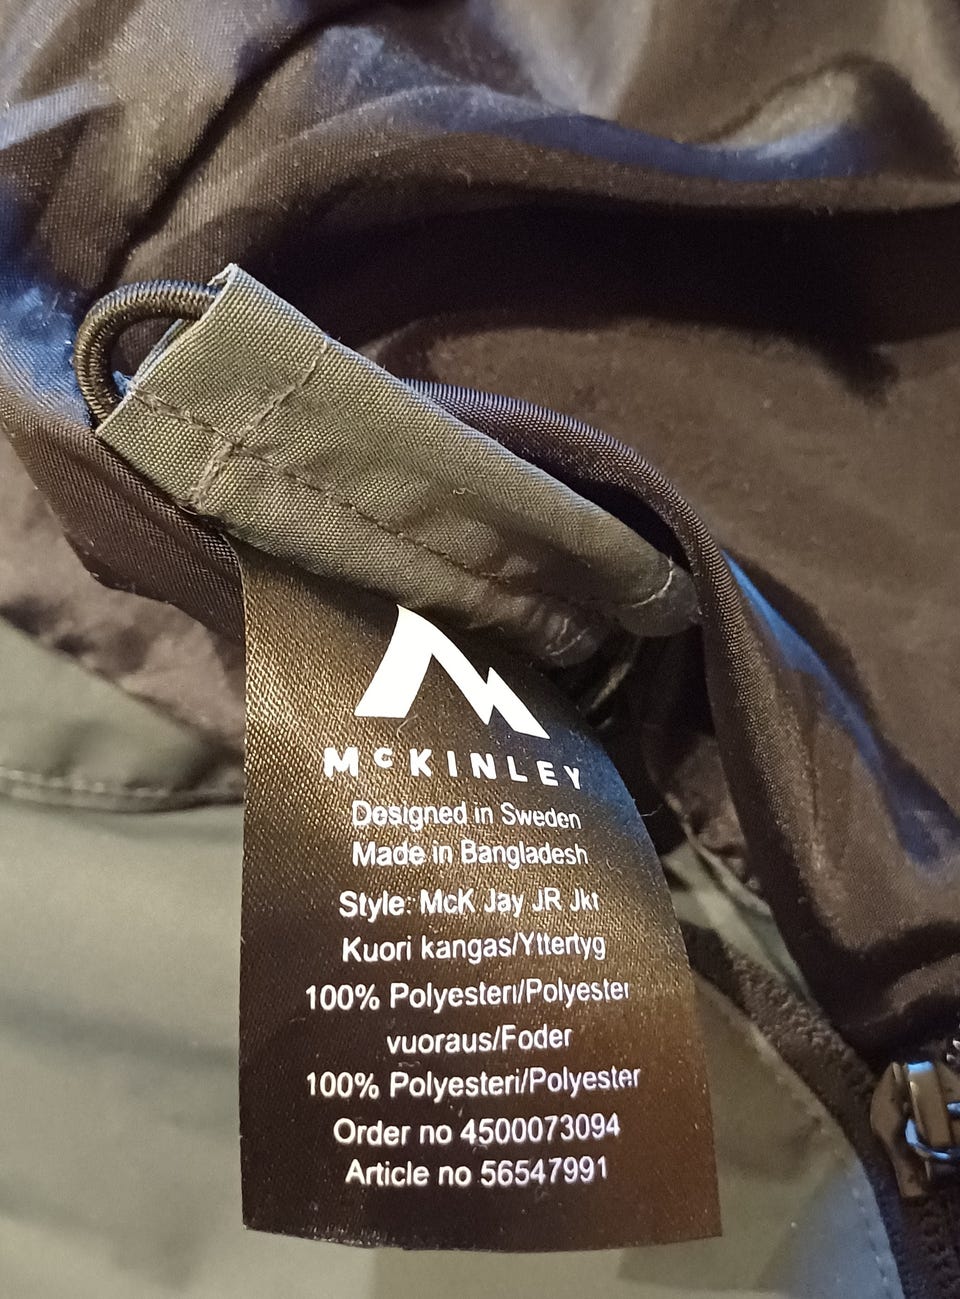 McKINLEY
Designed in Sweden
Made in Bangladesh
Style: McK Jay JR Jkt
Kuori kangas/Yttertyg
100% Polyesteri/Polyester
vuoraus/Foder
100% Polyesteri/Polyester
Order no 4500073094
Article no 56547991